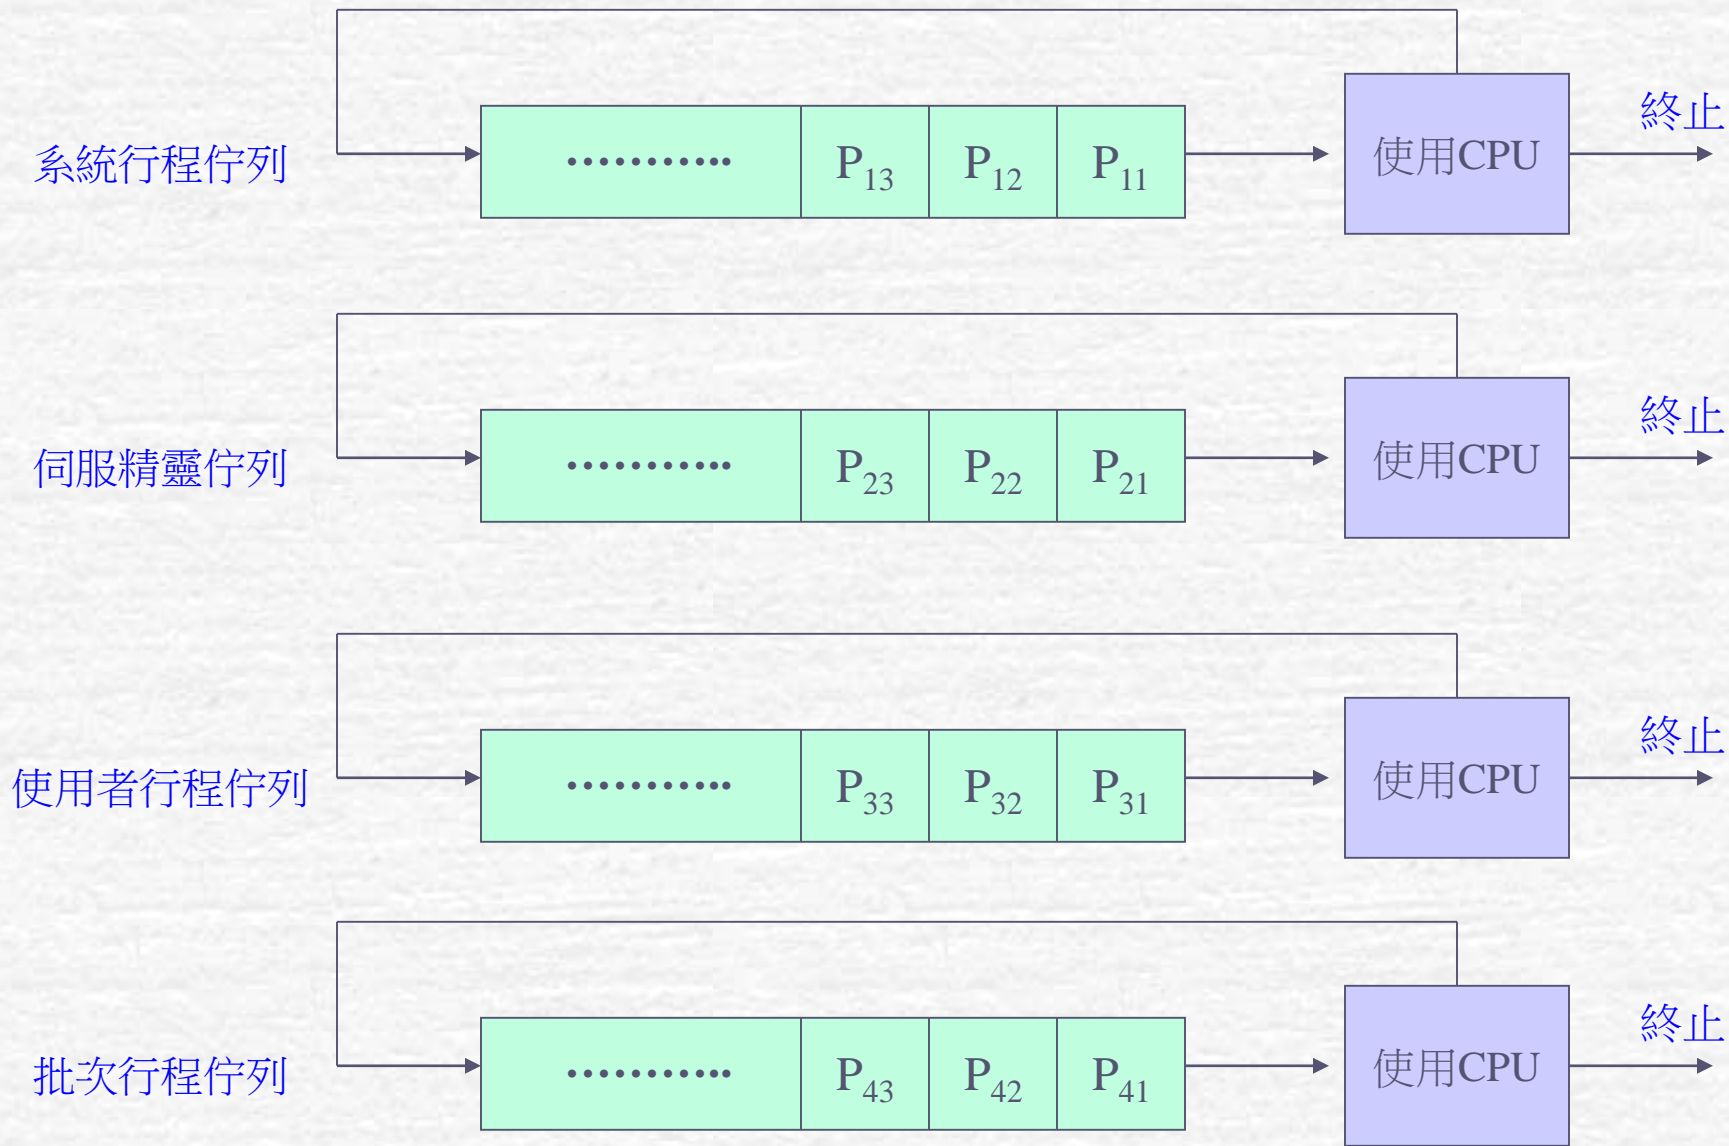 終止
系統行程佇列 ........... P13 P12 P11 使用CPU
終止
伺服精靈佇列 ........... P23 P22 P21 使用CPU
終止
使用者行程佇列 ........... P33 P32 P31 使用CPU
終止
批次行程佇列 ........... P43 P42 P41 使用CPU